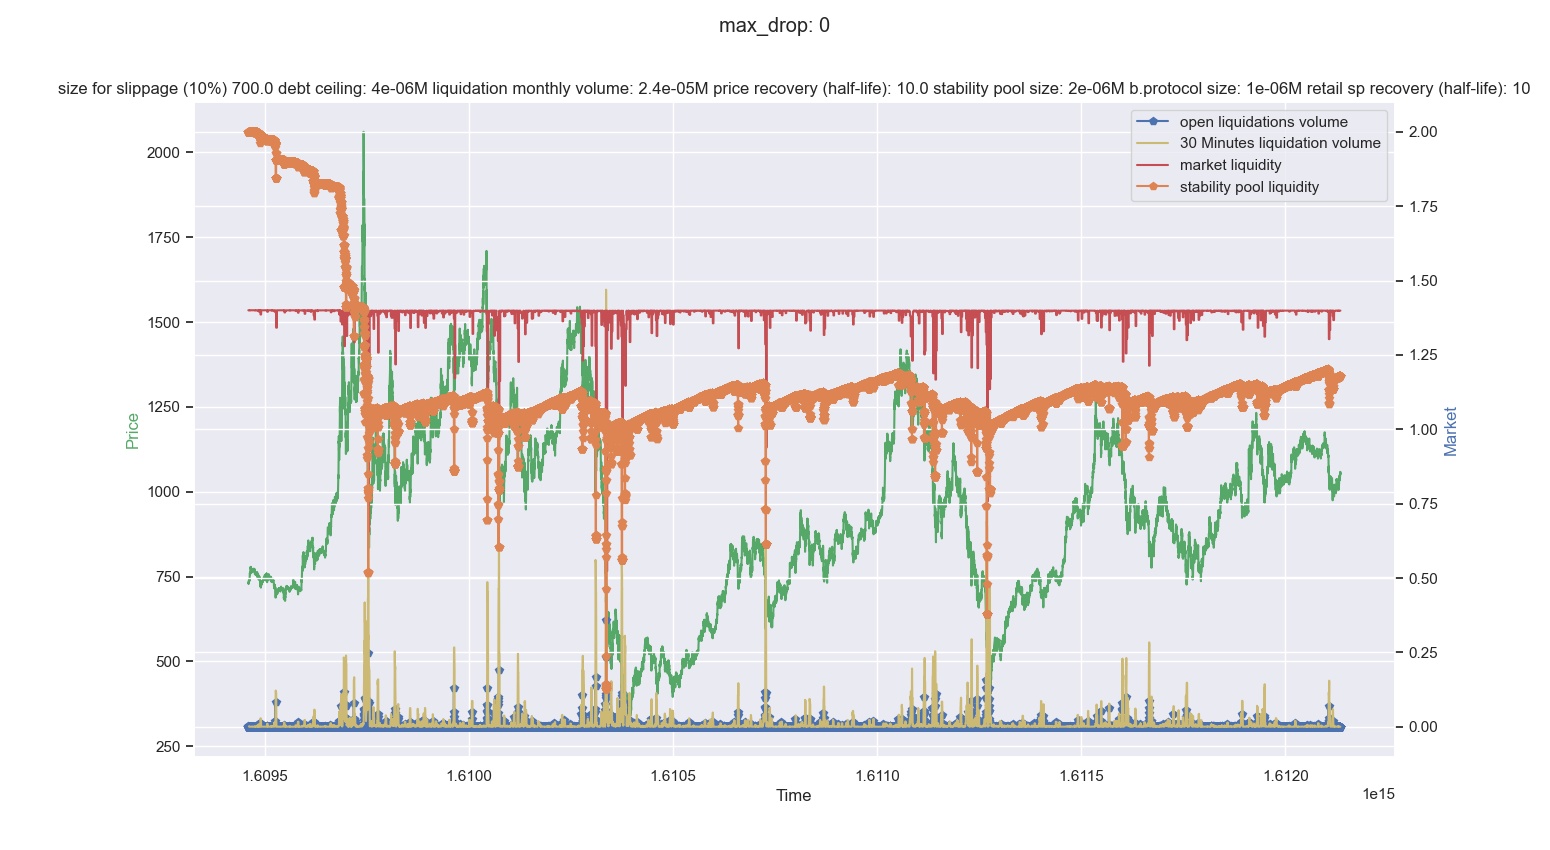 max_drop: 0
size for slippage (10%) 700.0 debt ceiling: 4e-06M liquidation monthly volume: 2.4e-05M price recovery (half-life): 10.0 stability pool size: 2e-06M b.protocol size: 1e-06M retail sp recovery (half-life): 10
open liquidations volume
30 Minutes liquidation volume
market liquidity
stability pool liquidity
Price
2000
1750
1500
1250
1000
750
500
250
2.00
1.75
1.50
1.25
1.00
0.75
0.50
0.25
0.00
Market
1.6095 1.6100 1.6105 1.6110 1.6115 1.6120
Time
1e15